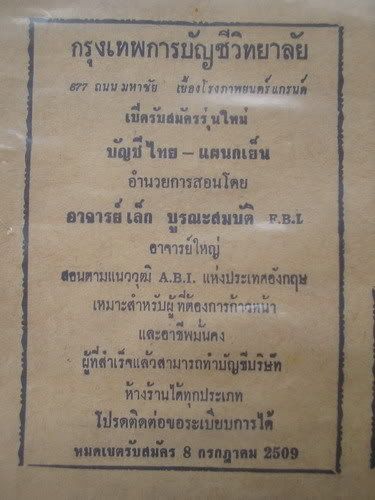 กรุงเทพการบัญชีวิทยาลัย
677 ถนนมหาชัย เยื้องโรงภาพยนตร์แกรนด์
เปิดรับสมัครรุ่นใหม่
บัญชีไทย – แผนกเย็น
อำนวยการสอนโดย
อาจารย์เล็ก บูรณะสมบัติ F.B.I.
อาจารย์ใหญ่
สอนตามแนววุฒิ A.B.I. แห่งประเทศอังกฤษ
เหมาะสำหรับผู้ที่ต้องการก้าวหน้า
และอาชีพมั่นคง
ผู้ที่สำเร็จแล้วสามารถทำบัญชีบริษัท
ห้างร้านได้ทุกประเภท
โปรดติดต่อขอระเบียบการได้
หมดเขตรับสมัคร 8 กรกฎาคม 2509